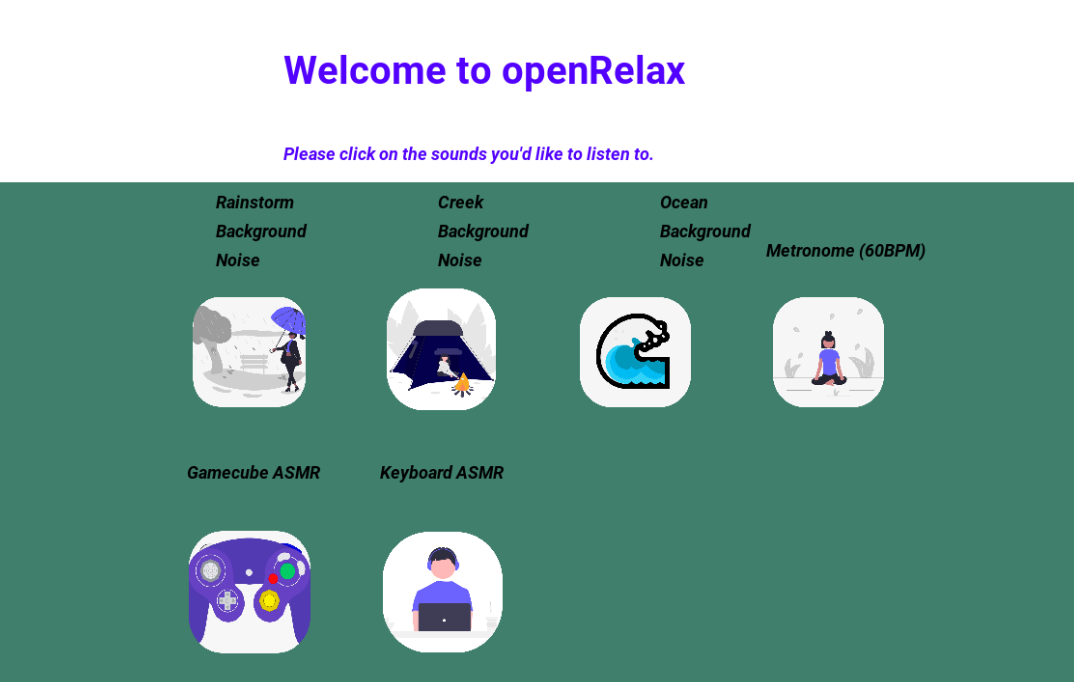 Welcome to openRelax
Please click on the sounds you'd like to listen to.
Rainstorm
Background
Noise
Creek
Background
Noise
Ocean
Background
Noise
Metronome (60BPM)
Gamecube ASMR
Keyboard ASMR